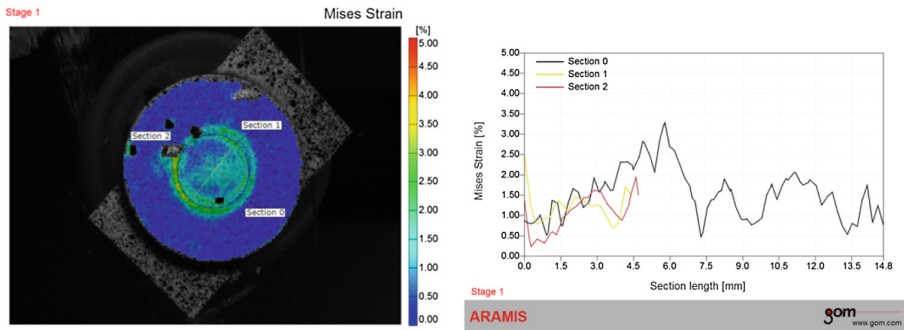 Stage 1
Mises Strain
[%]
5.00
4.50
4.00
3.50
3.00
2.50
2.00
1.50
1.00
0.50
0.00
Section 1
Section 2
Section 0
5.00
4.50
4.00
3.50
3.00
2.50
2.00
1.50
1.00
0.50
0.00
Mises Strain [%]
Section 0
Section 1
Section 2
0.0 1.5 3.0 4.5 6.0 7.5 9.0 10.5 12.0 13.5 14.8
Section length [mm]
Stage 1
ARAMIS
gom
www.gom.com